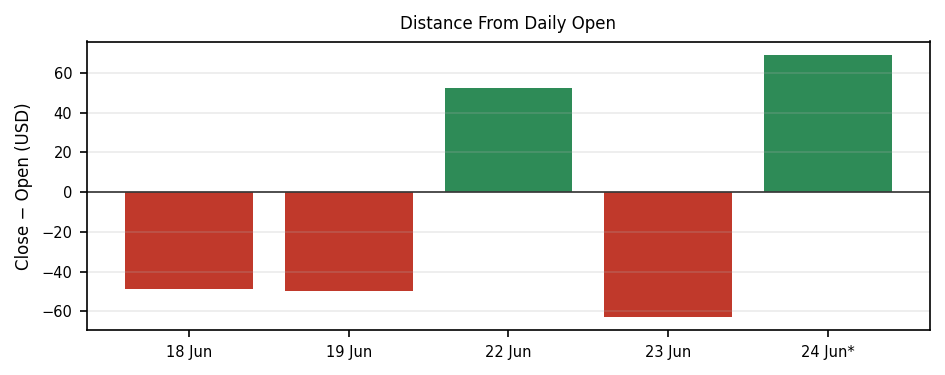 Distance From Daily Open
Close − Open (USD)
60
40
20
0
−20
−40
−60
18 Jun 19 Jun 22 Jun 23 Jun 24 Jun*